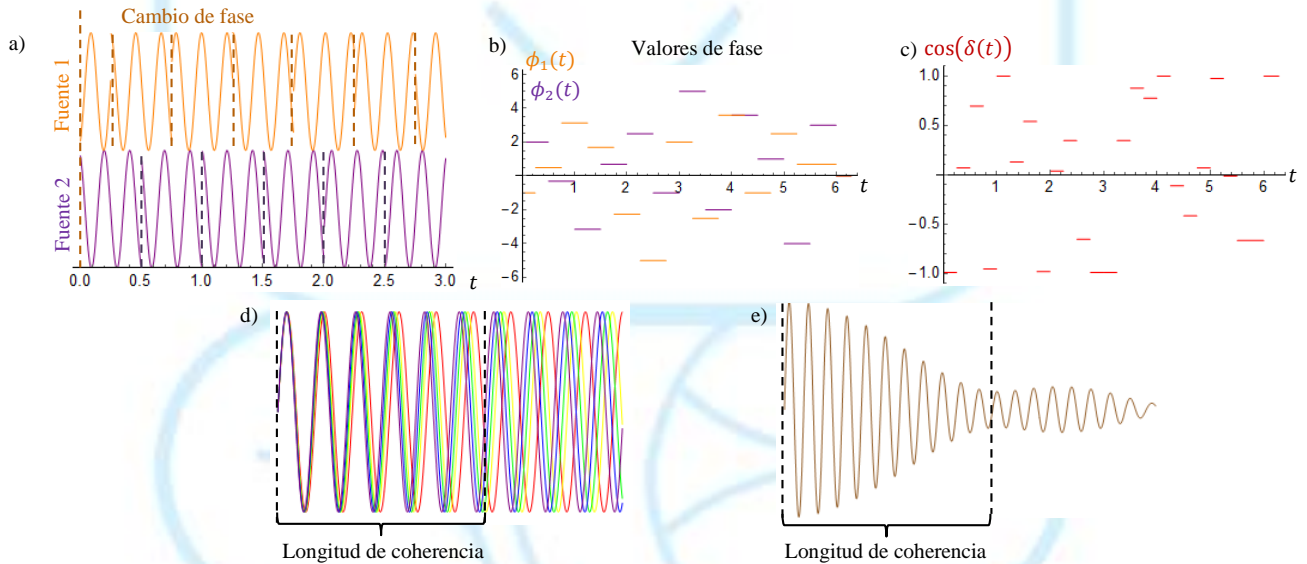 Cambio de fase
a)
Fuente 1
Fuente 2
0.0 0.5 1.0 1.5 2.0 2.5 3.0 t
b) Valores de fase
ϕ₁(t)
ϕ₂(t)
6
4
2
1 2 3 4 5 6 t
−2
−4
−6
c) cos(δ(t))
1.0
0.5
1 2 3 4 5 6 t
−0.5
−1.0
d)
Longitud de coherencia
e)
Longitud de coherencia